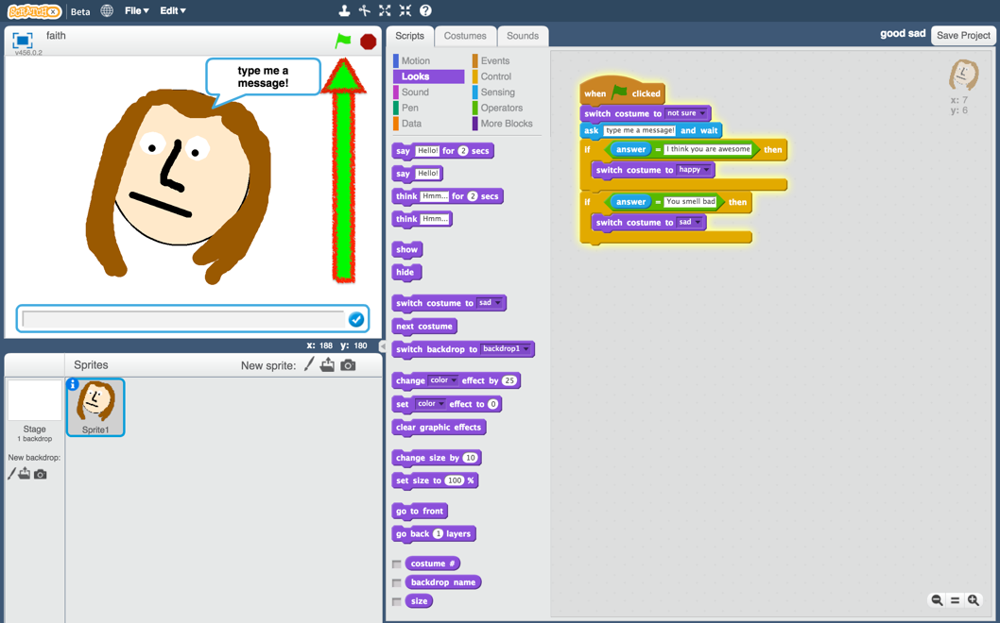 SCRATCHX Beta File Edit
faith
v456.0.2
type me a
message!
x: 166 y: 180
Sprites New sprite:
Stage
1 backdrop
New backdrop:
Sprite1
Scripts Costumes Sounds
good sad Save Project
Motion Events
Looks Control
Sound Sensing
Pen Operators
Data More Blocks
say Hello! for 2 secs
say Hello!
think Hmm... for 2 secs
think Hmm...
show
hide
switch costume to sad
next costume
switch backdrop to backdrop1
change color effect by 25
set color effect to 0
clear graphic effects
change size by 10
set size to 100 %
go to front
go back 1 layers
costume #
backdrop name
size
when clicked
switch costume to not sure
ask type me a message! and wait
if answer = I think you are awesome then
switch costume to happy
if answer = You smell bad then
switch costume to sad
x: 7
y: 6